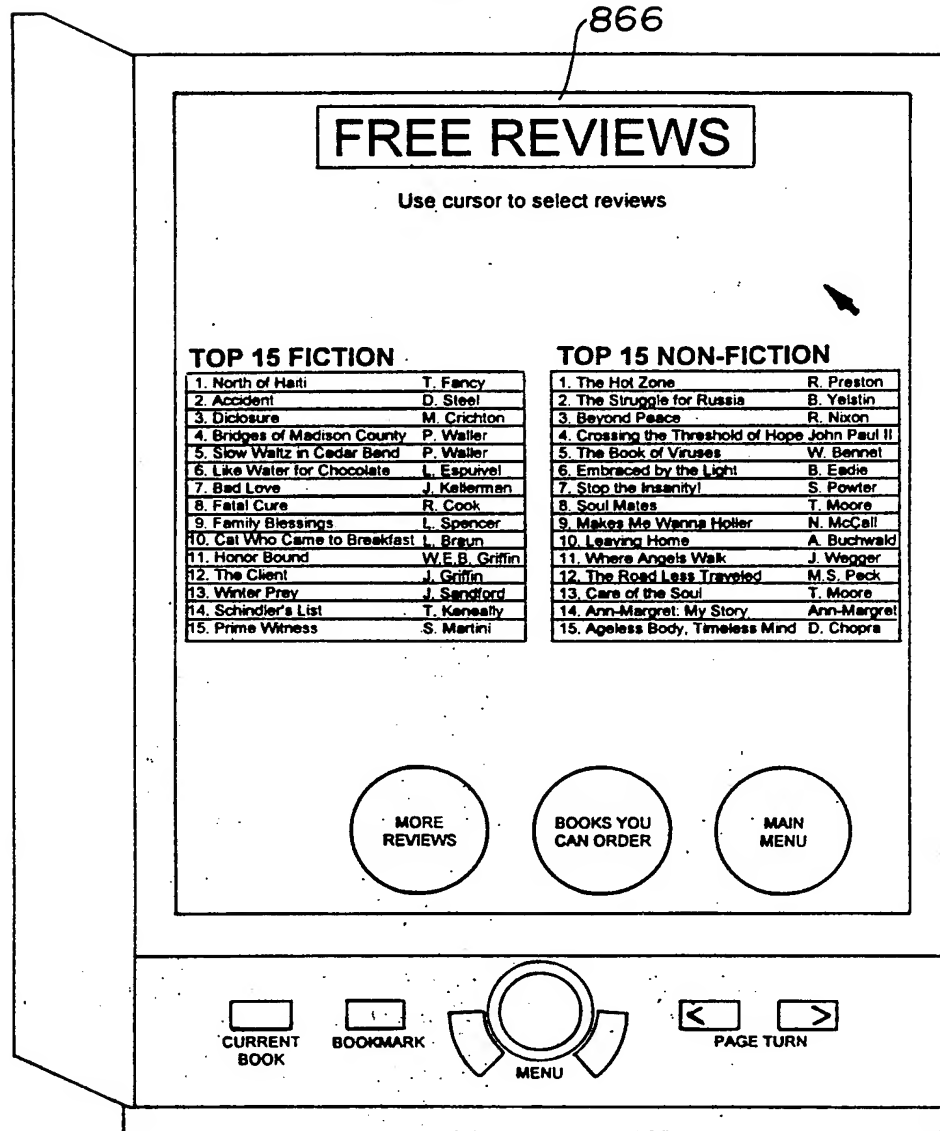 866
FREE REVIEWS
Use cursor to select reviews
TOP 15 FICTION
1. North of Haiti T. Fancy
2. Accident D. Steel
3. Diclosure M. Crichton
4. Bridges of Madison County P. Waller
5. Slow Waltz in Cedar Bend P. Waller
6. Like Water for Chocolate L. Espuivel
7. Bad Love J. Kellerman
8. Fatal Cure R. Cook
9. Family Blessings L. Spencer
10. Cat Who Came to Breakfast L. Braun
11. Honor Bound W.E.B. Griffin
12. The Client J. Griffin
13. Winter Prey J. Sandford
14. Schindler's List T. Keneally
15. Prime Witness S. Martini
TOP 15 NON-FICTION
1. The Hot Zone R. Preston
2. The Struggle for Russia B. Yelstin
3. Beyond Peace R. Nixon
4. Crossing the Threshold of Hope John Paul II
5. The Book of Viruses W. Bennet
6. Embraced by the Light B. Eadie
7. Stop the Insanity! S. Powter
8. Soul Mates T. Moore
9. Makes Me Wanna Holler N. McCall
10. Leaving Home A. Buchwald
11. Where Angels Walk J. Wegger
12. The Road Less Traveled M.S. Peck
13. Care of the Soul T. Moore
14. Ann-Margret: My Story Ann-Margret
15. Ageless Body, Timeless Mind D. Chopra
MORE
REVIEWS
BOOKS YOU
CAN ORDER
MAIN
MENU
< >
CURRENT
BOOK
BOOKMARK
MENU
PAGE TURN